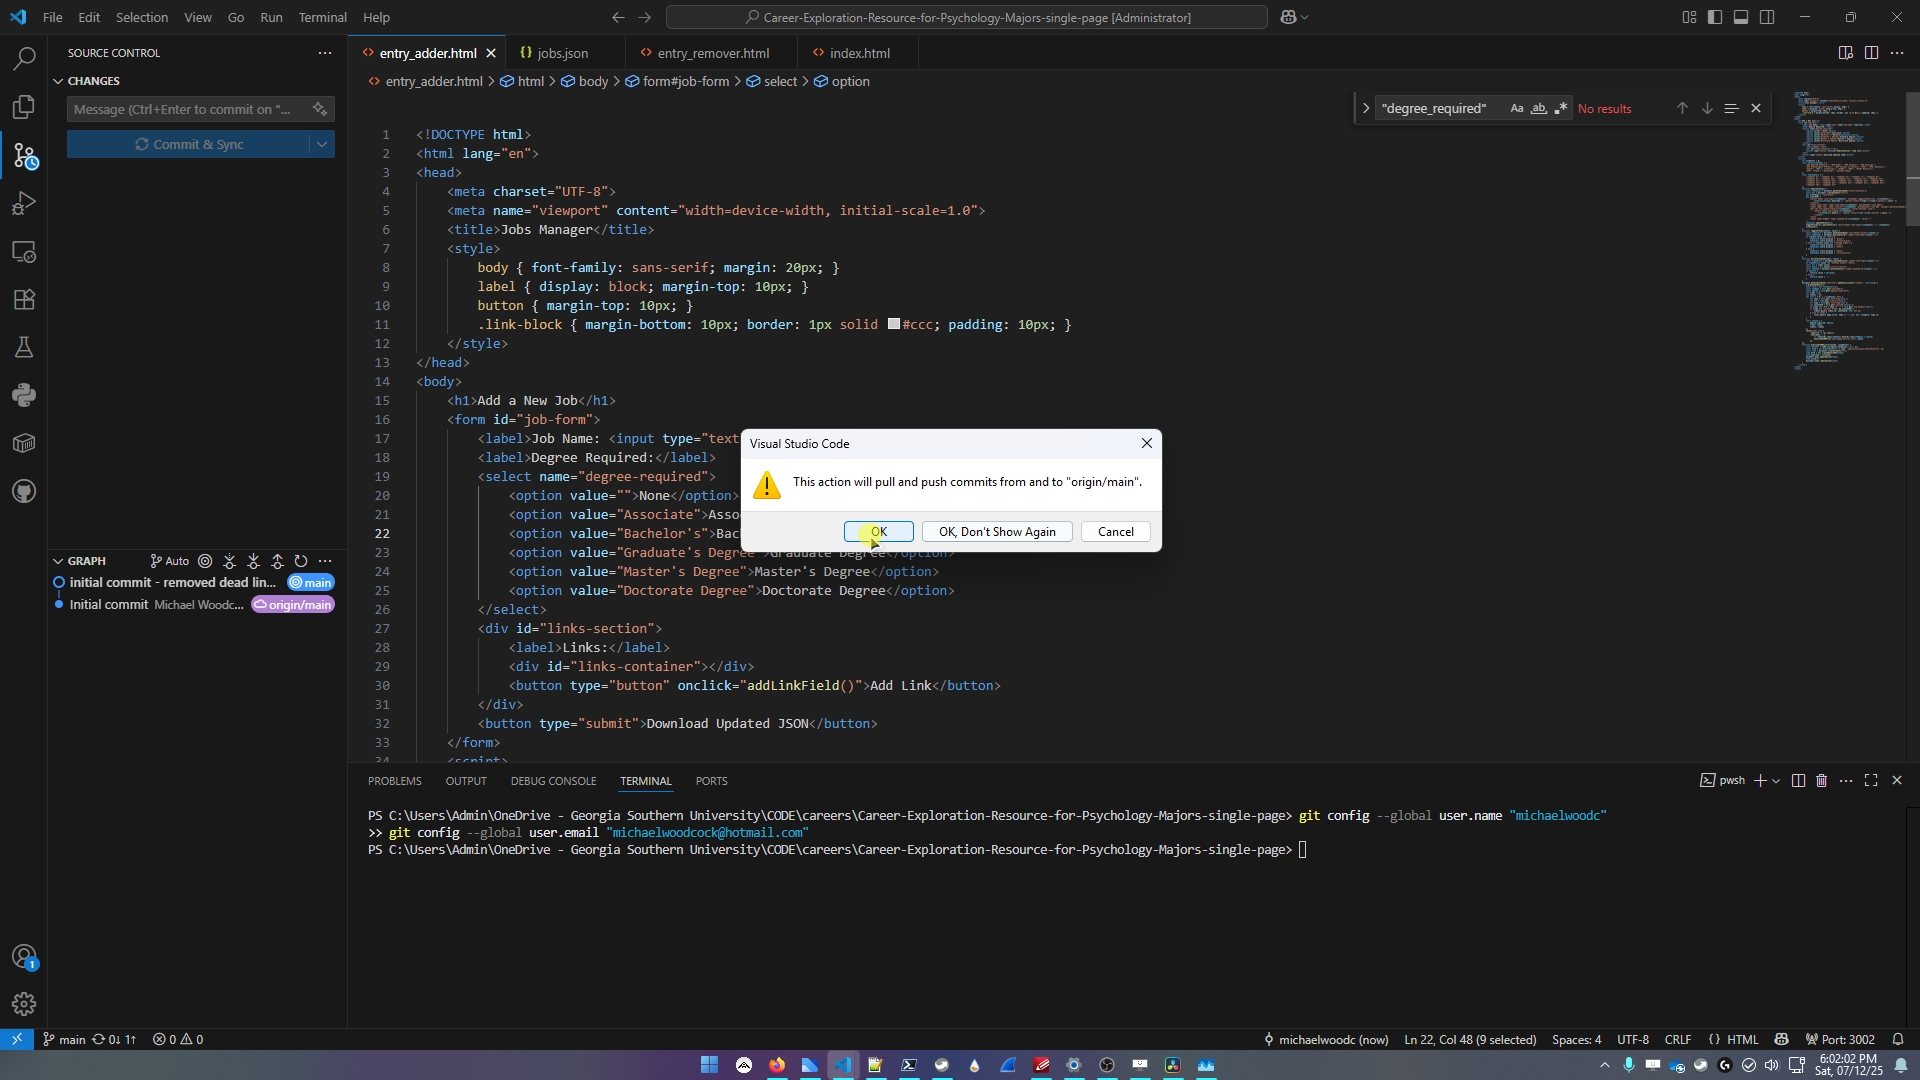 File Edit Selection View Go Run Terminal Help
Career-Exploration-Resource-for-Psychology-Majors-single-page [Administrator]
SOURCE CONTROL
entry_adder.html
jobs.json
entry_remover.html
index.html
CHANGES
entry_adder.html > html > body > form#job-form > select > option
Message (Ctrl+Enter to commit on "...
Commit & Sync
"degree_required" Aa ab .* No results
1 <!DOCTYPE html>
2 <html lang="en">
3 <head>
4 <meta charset="UTF-8">
5 <meta name="viewport" content="width=device-width, initial-scale=1.0">
6 <title>Jobs Manager</title>
7 <style>
8 body { font-family: sans-serif; margin: 20px; }
9 label { display: block; margin-top: 10px; }
10 button { margin-top: 10px; }
11 .link-block { margin-bottom: 10px; border: 1px solid #ccc; padding: 10px; }
12 </style>
13 </head>
14 <body>
15 <h1>Add a New Job</h1>
16 <form id="job-form">
17 <label>Job Name: <input type="text
18 <label>Degree Required:</label>
19 <select name="degree-required">
20 <option value="">None</option>
21 <option value="Associate">Asso
22 <option value="Bachelor's">Bac
23 <option value="Graduate's Degree">Graduate Degree</option>
24 <option value="Master's Degree">Master's Degree</option>
25 <option value="Doctorate Degree">Doctorate Degree</option>
26 </select>
27 <div id="links-section">
28 <label>Links:</label>
29 <div id="links-container"></div>
30 <button type="button" onclick="addLinkField()">Add Link</button>
31 </div>
32 <button type="submit">Download Updated JSON</button>
33 </form>
34 <script>
Visual Studio Code
This action will pull and push commits from and to "origin/main".
OK
OK, Don't Show Again
Cancel
GRAPH Auto
initial commit - removed dead lin... main
Initial commit Michael Woodc... origin/main
PROBLEMS OUTPUT DEBUG CONSOLE TERMINAL PORTS
pwsh
PS C:\Users\Admin\OneDrive - Georgia Southern University\CODE\careers\Career-Exploration-Resource-for-Psychology-Majors-single-page> git config --global user.name "michaelwoodc"
>> git config --global user.email "michaelwoodcock@hotmail.com"
PS C:\Users\Admin\OneDrive - Georgia Southern University\CODE\careers\Career-Exploration-Resource-for-Psychology-Majors-single-page>
1
main 0↓ 1↑ 0 0
michaelwoodc (now) Ln 22, Col 48 (9 selected) Spaces: 4 UTF-8 CRLF {} HTML Port: 3002
6:02:02 PM
Sat, 07/12/25